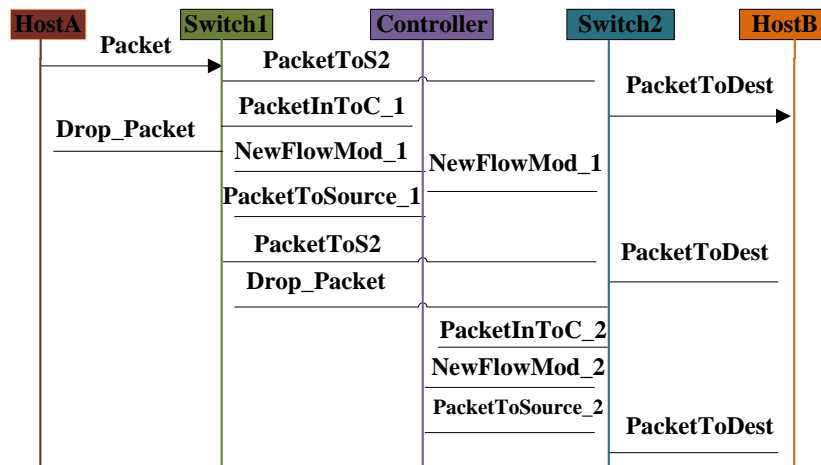 HostA Switch1 Controller Switch2 HostB
Packet
PacketToS2
PacketToDest
PacketInToC_1
Drop_Packet
NewFlowMod_1
NewFlowMod_1
PacketToSource_1
PacketToS2
PacketToDest
Drop_Packet
PacketInToC_2
NewFlowMod_2
PacketToSource_2
PacketToDest